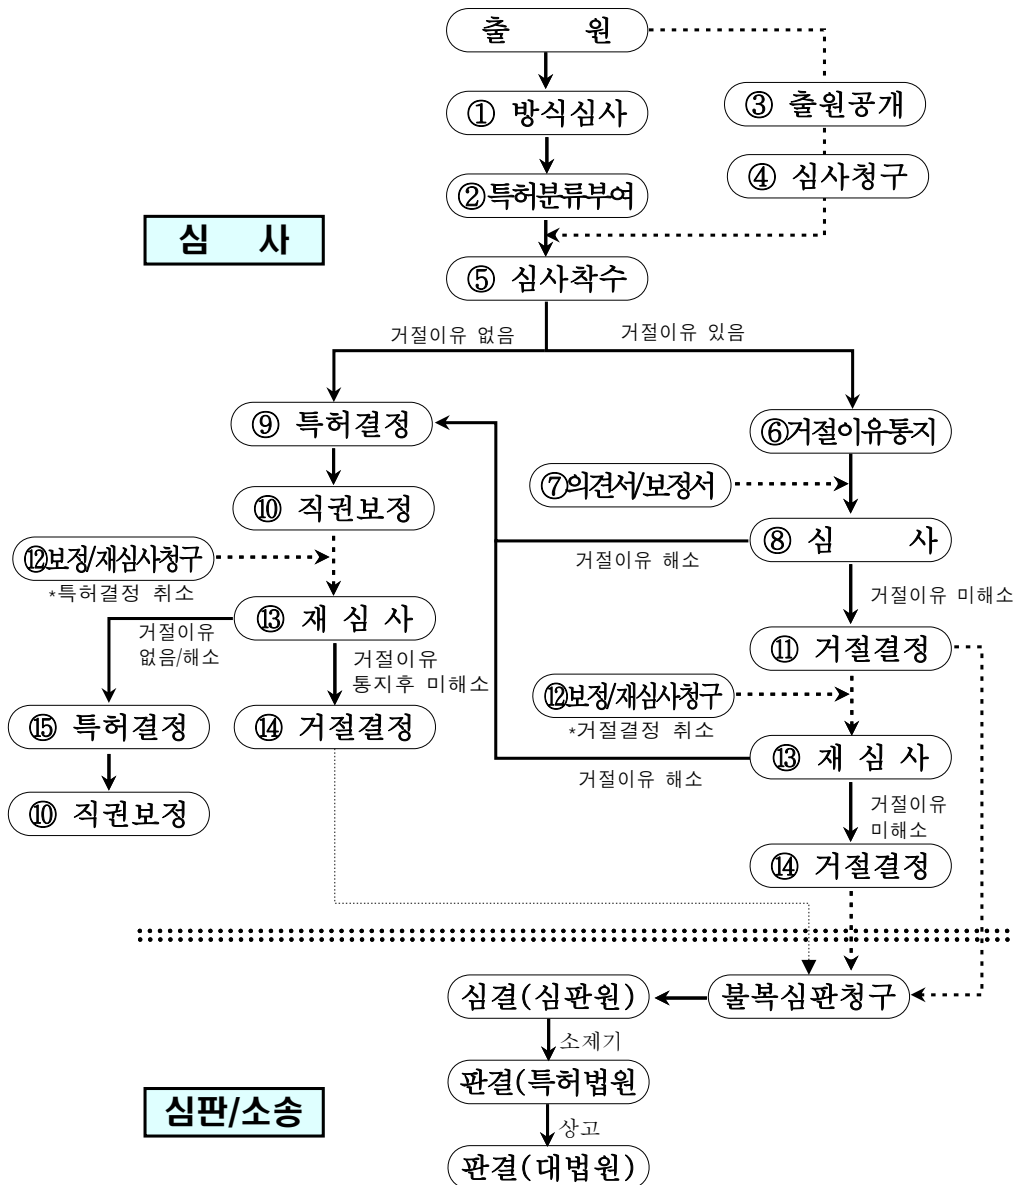 출 원
① 방식심사
③ 출원공개
④ 심사청구
②특허분류부여
심 사
⑤ 심사착수
거절이유 없음
거절이유 있음
⑨ 특허결정
⑥거절이유통지
⑦의견서/보정서
⑩ 직권보정
⑧ 심 사
⑫보정/재심사청구
거절이유 해소
*특허결정 취소
거절이유 미해소
⑬ 재 심 사
거절이유
없음/해소
⑪ 거절결정
거절이유
통지후 미해소
⑫보정/재심사청구
*거절결정 취소
⑮ 특허결정
⑭ 거절결정
⑬ 재 심 사
거절이유 해소
⑩ 직권보정
거절이유
미해소
⑭ 거절결정
심결(심판원)
불복심판청구
소제기
판결(특허법원
심판/소송
상고
판결(대법원)